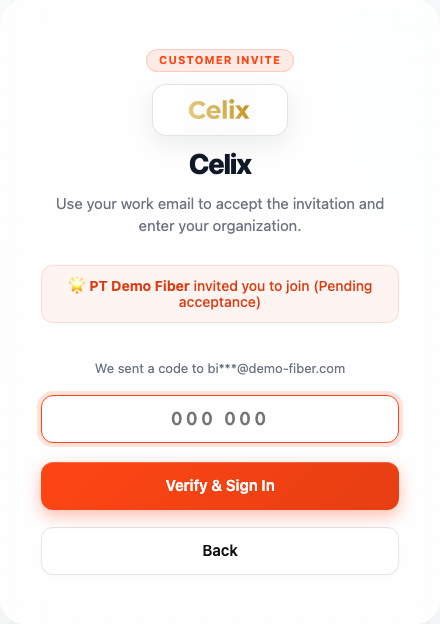 CUSTOMER INVITE
Celix
Celix
Use your work email to accept the invitation and
enter your organization.
🌟 PT Demo Fiber invited you to join (Pending
acceptance)
We sent a code to bi***@demo-fiber.com
000 000
Verify & Sign In
Back